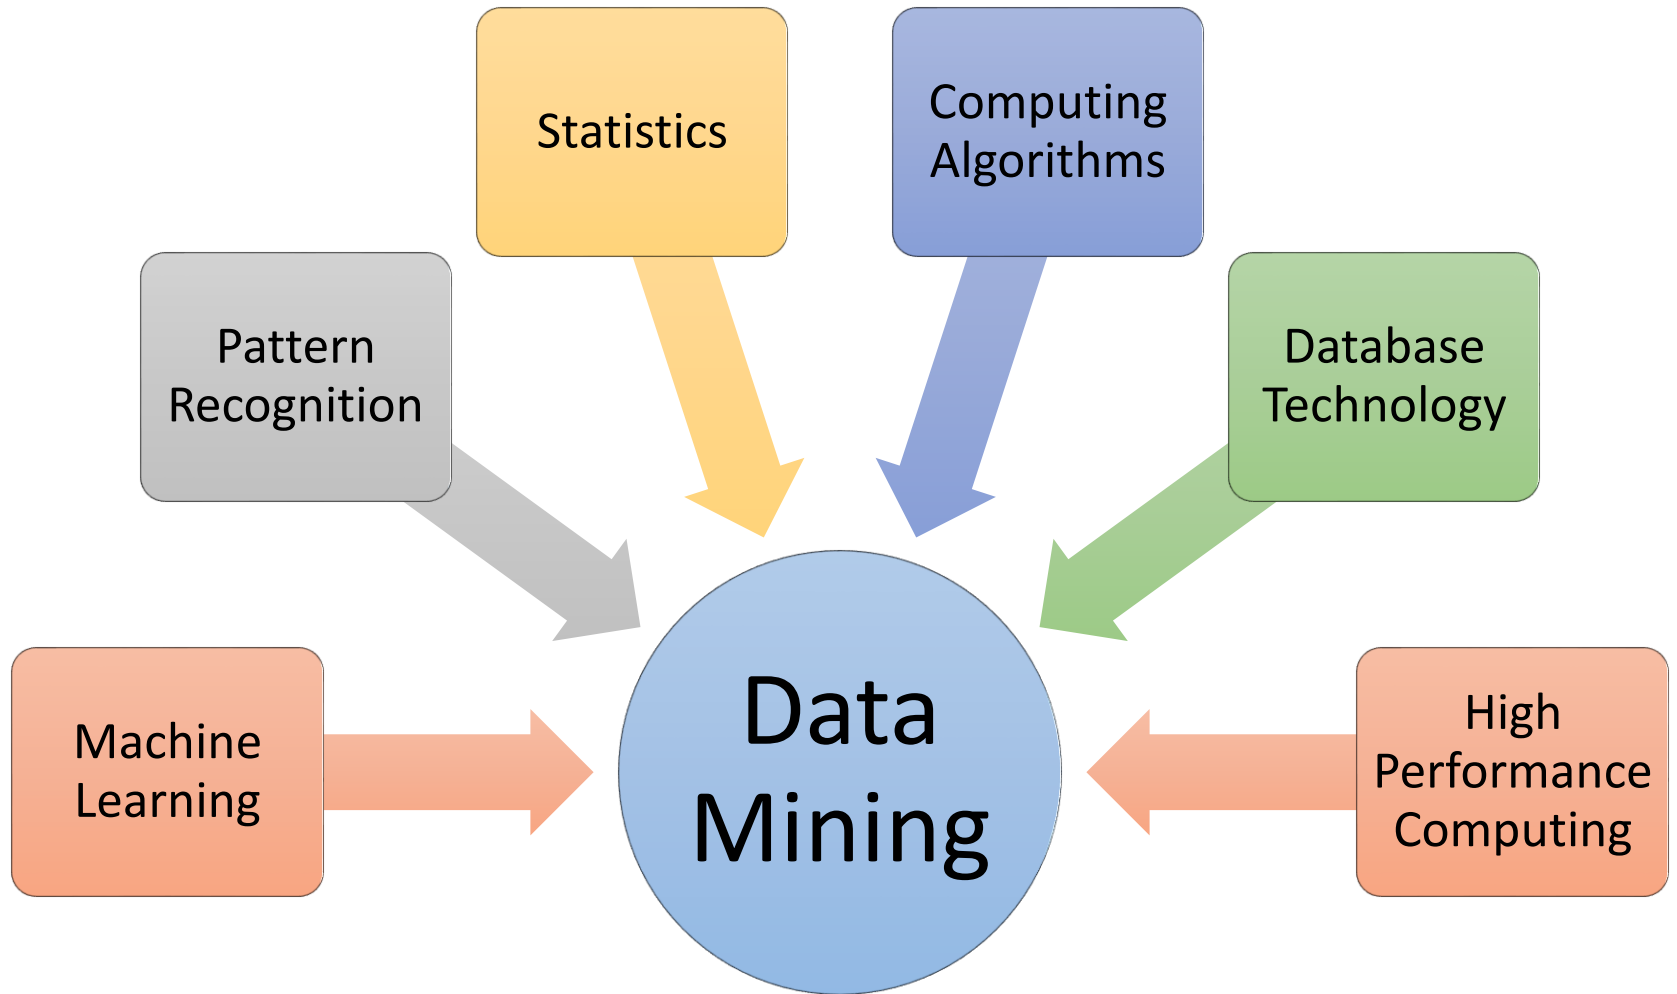 Statistics
Computing
Algorithms
Pattern
Recognition
Database
Technology
Machine
Learning
Data
Mining
High
Performance
Computing